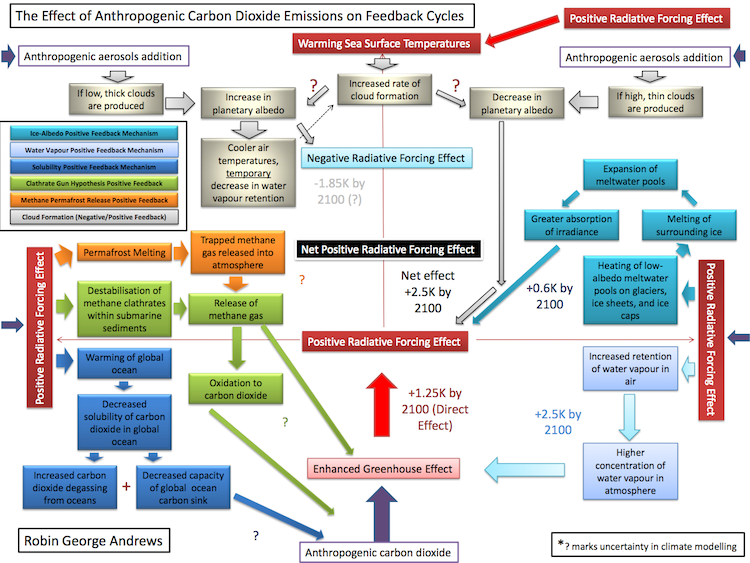 The Effect of Anthropogenic Carbon Dioxide Emissions on Feedback Cycles
Positive Radiative Forcing Effect
Warming Sea Surface Temperatures
Anthropogenic aerosols addition
Anthropogenic aerosols addition
?
?
If low, thick clouds
are produced
Increase in
planetary albedo
Increased rate of
cloud formation
Decrease in
planetary albedo
If high, thin clouds
are produced
Ice-Albedo Positive Feedback Mechanism
Water Vapour Positive Feedback Mechanism
Solubility Positive Feedback Mechanism
Clathrate Gun Hypothesis Positive Feedback
Methane Permafrost Release Positive Feedback
Cloud Formation (Negative/Positive Feedback)
Cooler air
temperatures,
temporary
decrease in water
vapour retention
Negative Radiative Forcing Effect
-1.85K by
2100 (?)
Expansion of
meltwater pools
Greater absorption
of irradiance
Melting of
surrounding ice
Heating of low-
albedo meltwater
pools on glaciers,
ice sheets, and ice
caps
Positive Radiative Forcing Effect
+0.6K by
2100
Net Positive Radiative Forcing Effect
Net effect
+2.5K by
2100
?
Positive Radiative Forcing Effect
Permafrost Melting
Trapped methane
gas released into
atmosphere
Destabilisation of
methane clathrates
within submarine
sediments
Release of
methane gas
Positive Radiative Forcing Effect
Warming of global
ocean
Oxidation to
carbon dioxide
?
Decreased
solubility of carbon
dioxide in global
ocean
Increased carbon
dioxide degassing
from oceans
+
Decreased capacity
of global ocean
carbon sink
?
+1.25K by
2100 (Direct
Effect)
Increased retention
of water vapour in
air
+2.5K by
2100
Higher
concentration of
water vapour in
atmosphere
Enhanced Greenhouse Effect
Anthropogenic carbon dioxide
Robin George Andrews
*? marks uncertainty in climate modelling